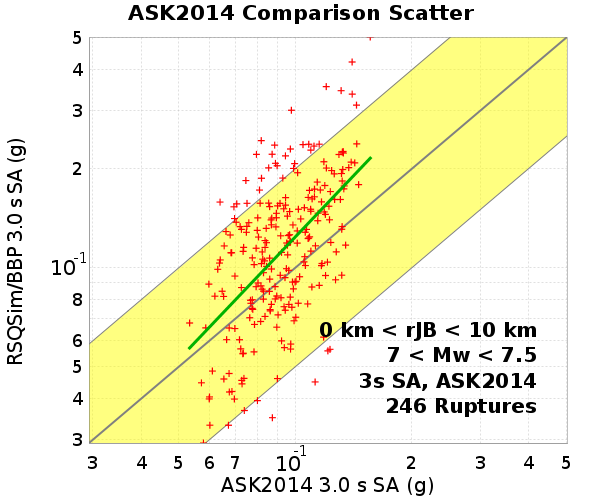 ASK2014 Comparison Scatter
5
4
3
2
10-1
8
6
5
4
3
RSQSim/BBP 3.0 s SA (g)
0 km < rJB < 10 km
7 < Mw < 7.5
3s SA, ASK2014
246 Ruptures
3 4 5 6 7 10-1 2 3 4 5
ASK2014 3.0 s SA (g)